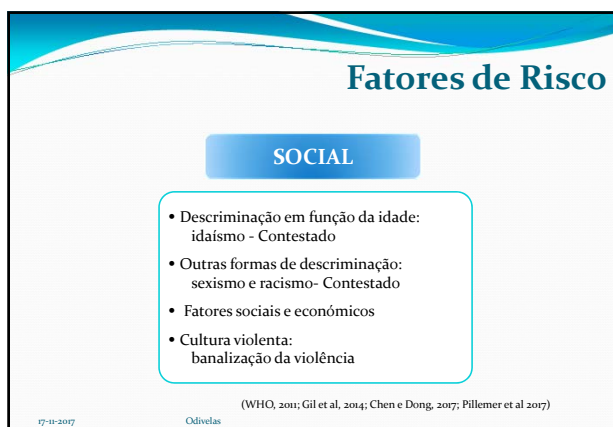 Fatores de Risco
SOCIAL
• Descriminação em função da idade:
idaísmo - Contestado
• Outras formas de descriminação:
sexismo e racismo- Contestado
• Fatores sociais e económicos
• Cultura violenta:
banalização da violência
(WHO, 2011; Gil et al, 2014; Chen e Dong, 2017; Pillemer et al 2017)
17-11-2017 Odivelas